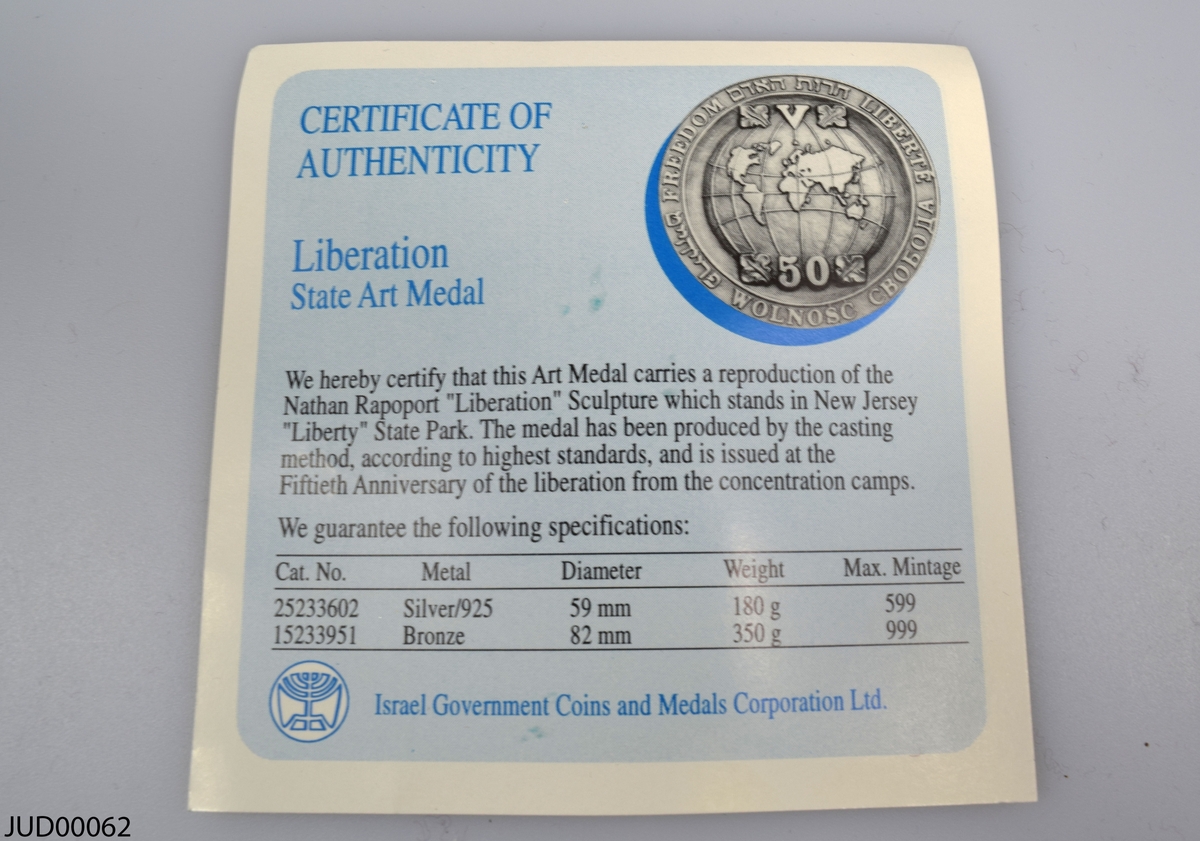 CERTIFICATE OF
AUTHENTICITY
Liberation
State Art Medal
FREEDOM חרות האדם LIBERTÉ СВОБОДА WOLNOŚĆ
V
50
We hereby certify that this Art Medal carries a reproduction of the
Nathan Rapoport "Liberation" Sculpture which stands in New Jersey
"Liberty" State Park. The medal has been produced by the casting
method, according to highest standards, and is issued at the
Fiftieth Anniversary of the liberation from the concentration camps.
We guarantee the following specifications:
Cat. No. Metal Diameter Weight Max. Mintage
25233602 Silver/925 59 mm 180 g 599
15233951 Bronze 82 mm 350 g 999
Israel Government Coins and Medals Corporation Ltd.
JUD00062